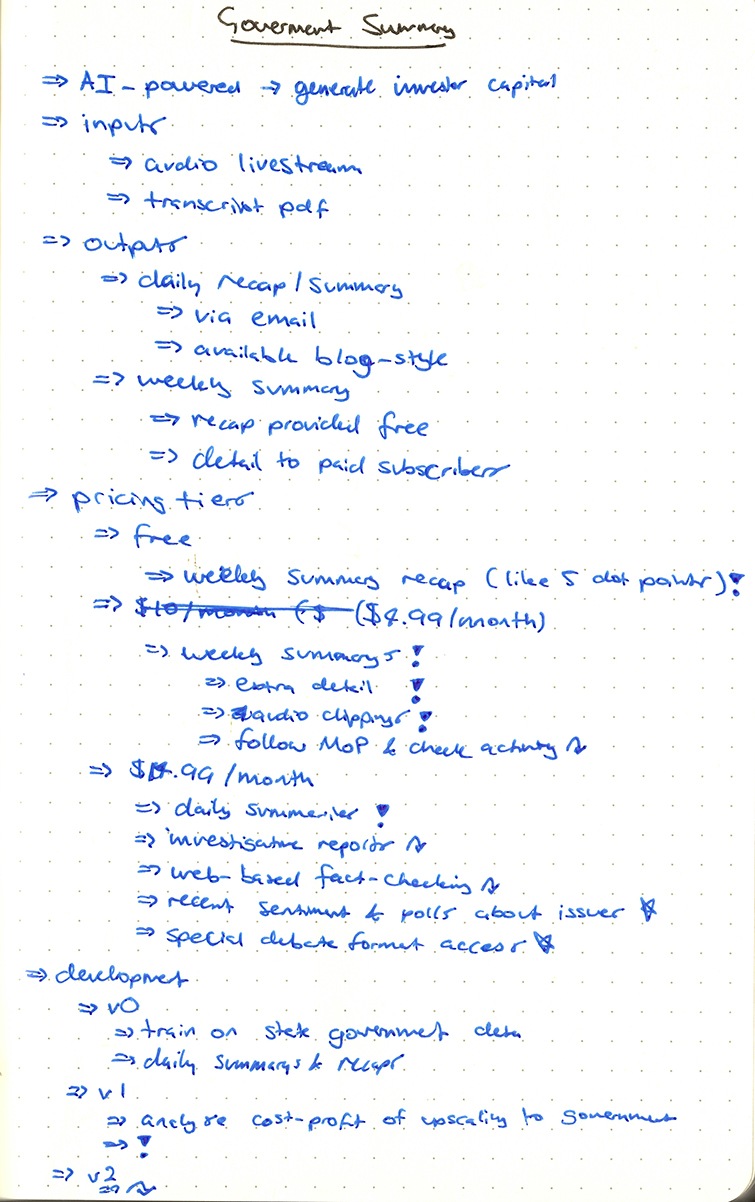 Goverment Summary
⇒ AI-powered → generate investor capital
⇒ inputs
⇒ audio livestream
⇒ transcript pdf
⇒ outputs
⇒ daily recap/summary
⇒ via email
⇒ available blog-style
⇒ weekly summary
⇒ recap provided free
⇒ detail to paid subscribers
⇒ pricing tiers
⇒ free
⇒ weekly summary recap (like 5 dot points) !
⇒ $10/month ($ ($4.99/month)
⇒ weekly summarys !
⇒ extra detail !
⇒ audio clippings !
⇒ follow MoP & check activity
⇒ $14.99/month
⇒ daily summaries !
⇒ investigative reports
⇒ web-based fact-checking
⇒ recent sentiment & polls about issues
⇒ special debate format access
⇒ development
⇒ v0
⇒ train on state government data
⇒ daily summarys & recaps
⇒ v1
⇒ analyse cost-profit of upscaling to government
⇒ !
⇒ v2
⇒